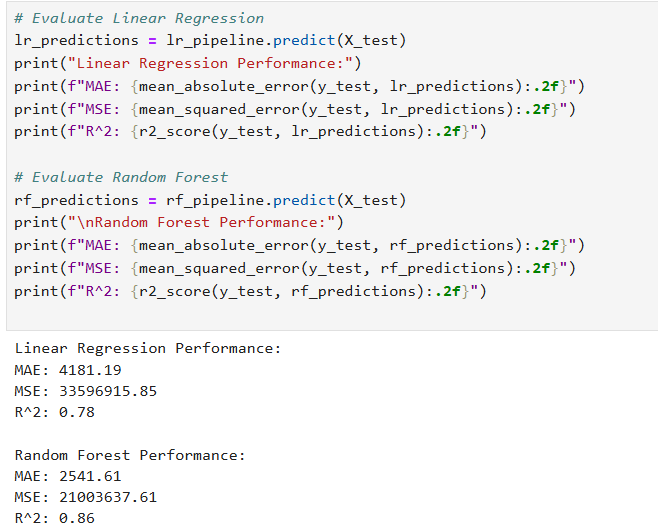 # Evaluate Linear Regression
lr_predictions = lr_pipeline.predict(X_test)
print("Linear Regression Performance:")
print(f"MAE: {mean_absolute_error(y_test, lr_predictions):.2f}")
print(f"MSE: {mean_squared_error(y_test, lr_predictions):.2f}")
print(f"R^2: {r2_score(y_test, lr_predictions):.2f}")
# Evaluate Random Forest
rf_predictions = rf_pipeline.predict(X_test)
print("\nRandom Forest Performance:")
print(f"MAE: {mean_absolute_error(y_test, rf_predictions):.2f}")
print(f"MSE: {mean_squared_error(y_test, rf_predictions):.2f}")
print(f"R^2: {r2_score(y_test, rf_predictions):.2f}")
Linear Regression Performance:
MAE: 4181.19
MSE: 33596915.85
R^2: 0.78
Random Forest Performance:
MAE: 2541.61
MSE: 21003637.61
R^2: 0.86